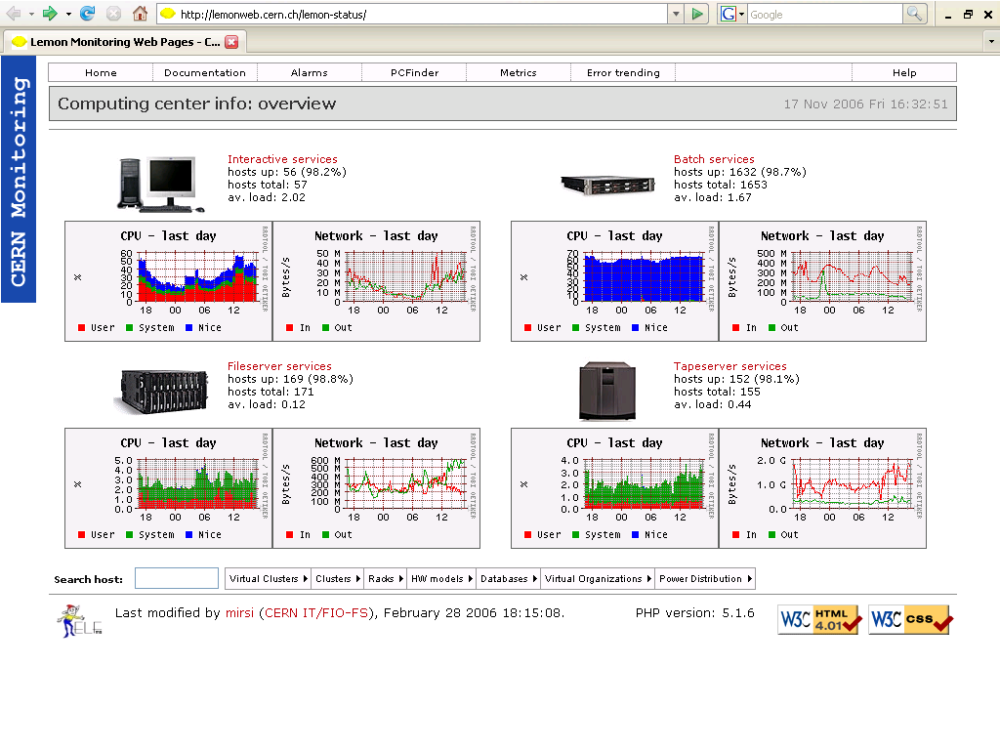 http://lemonweb.cern.ch/lemon-status/
G
Google
Lemon Monitoring Web Pages - C...
CERN Monitoring
Home
Documentation
Alarms
PCFinder
Metrics
Error trending
Help
Computing center info: overview
17 Nov 2006 Fri 16:32:51
Interactive services
hosts up: 56 (98.2%)
hosts total: 57
av. load: 2.02
CPU - last day
%
60
50
40
30
20
10
0
18 00 06 12
User System Nice
RRDTOOL / TOBI OETIKER
Network - last day
Bytes/s
50 M
40 M
30 M
20 M
10 M
0
18 00 06 12
In Out
RRDTOOL / TOBI OETIKER
Batch services
hosts up: 1632 (98.7%)
hosts total: 1653
av. load: 1.67
CPU - last day
%
70
60
50
40
30
20
10
0
18 00 06 12
User System Nice
RRDTOOL / TOBI OETIKER
Network - last day
Bytes/s
500 M
400 M
300 M
200 M
100 M
0
18 00 06 12
In Out
RRDTOOL / TOBI OETIKER
Fileserver services
hosts up: 169 (98.8%)
hosts total: 171
av. load: 0.12
CPU - last day
%
5.0
4.0
3.0
2.0
1.0
0.0
18 00 06 12
User System Nice
RRDTOOL / TOBI OETIKER
Network - last day
Bytes/s
600 M
500 M
400 M
300 M
200 M
100 M
0
18 00 06 12
In Out
RRDTOOL / TOBI OETIKER
Tapeserver services
hosts up: 152 (98.1%)
hosts total: 155
av. load: 0.44
CPU - last day
%
4.0
3.0
2.0
1.0
0.0
18 00 06 12
User System Nice
RRDTOOL / TOBI OETIKER
Network - last day
Bytes/s
2.0 G
1.0 G
0.0
18 00 06 12
In Out
RRDTOOL / TOBI OETIKER
Search host:
Virtual Clusters
Clusters
Racks
HW models
Databases
Virtual Organizations
Power Distribution
ELFms
Last modified by mirsi (CERN IT/FIO-FS), February 28 2006 18:15:08.
PHP version: 5.1.6
W3C HTML 4.01
W3C CSS